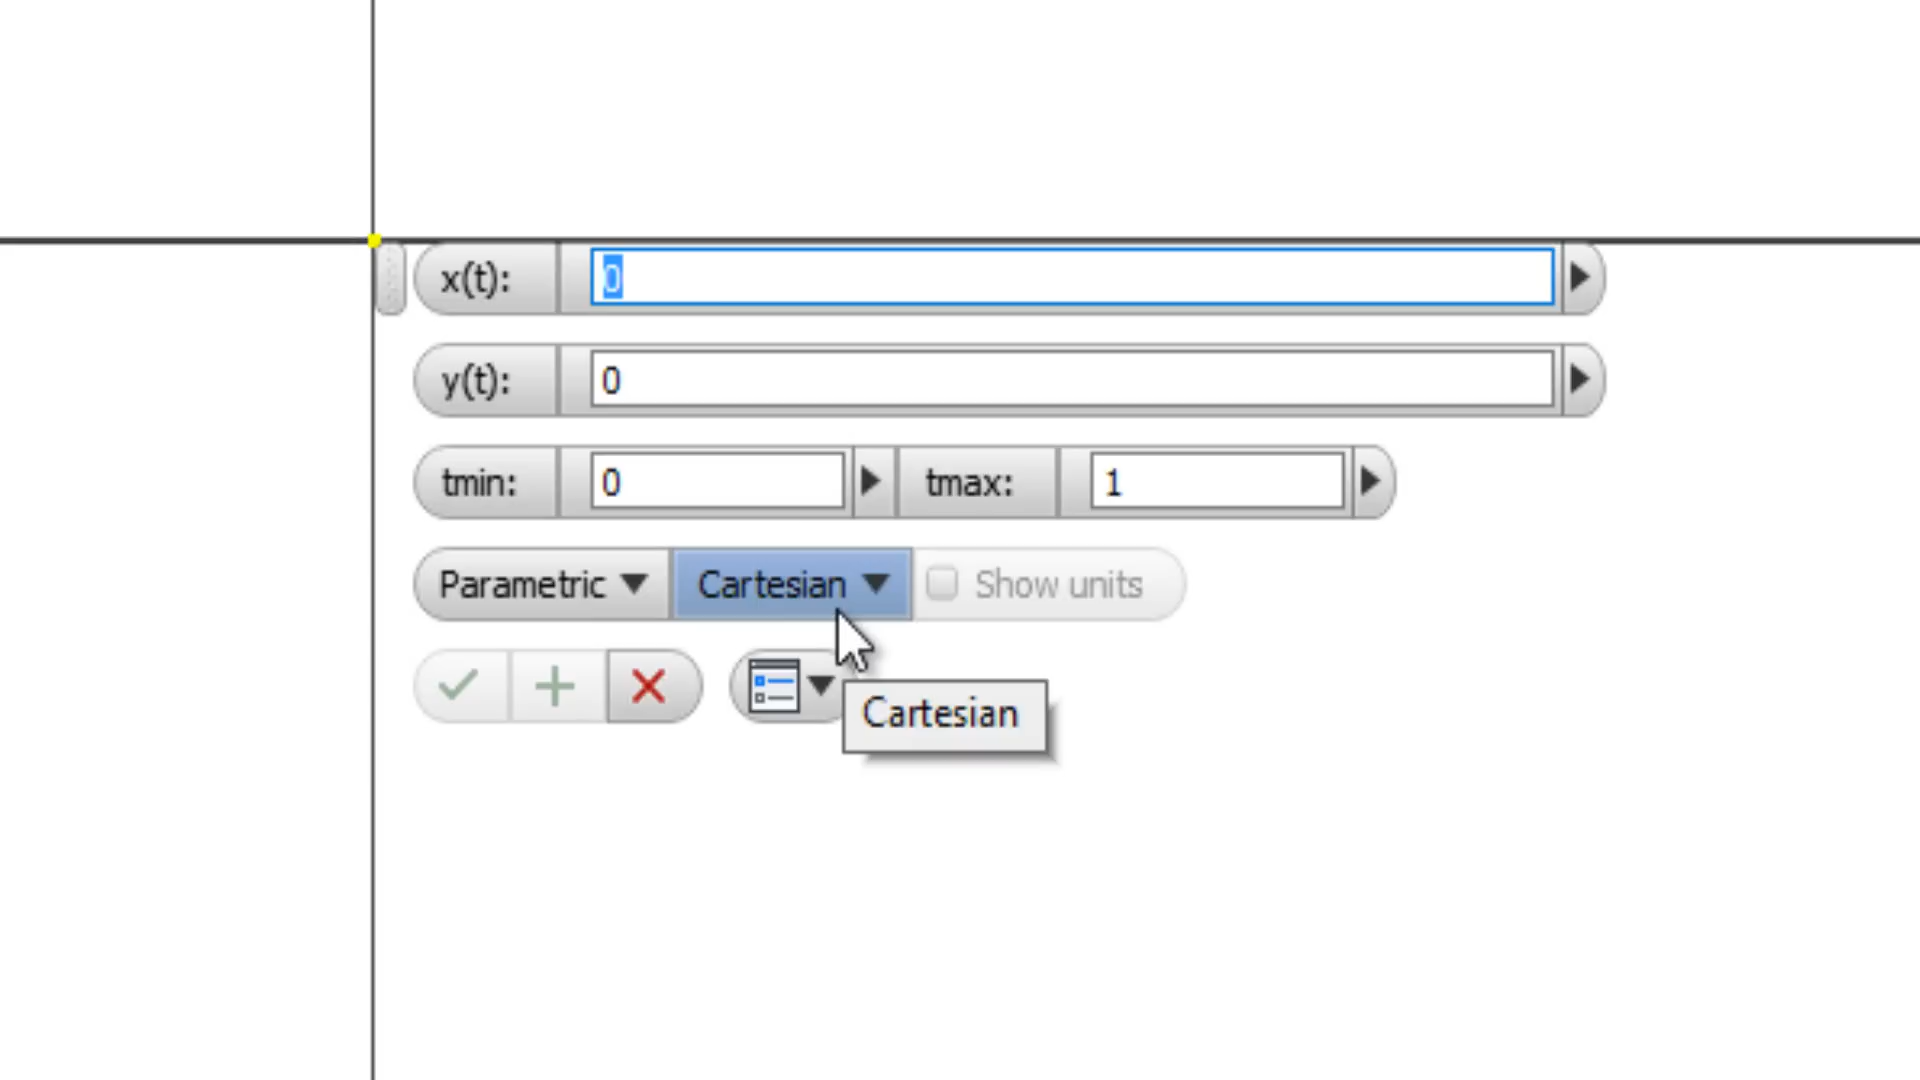 x(t): 0
y(t): 0
tmin: 0 tmax: 1
Parametric Cartesian Show units
Cartesian